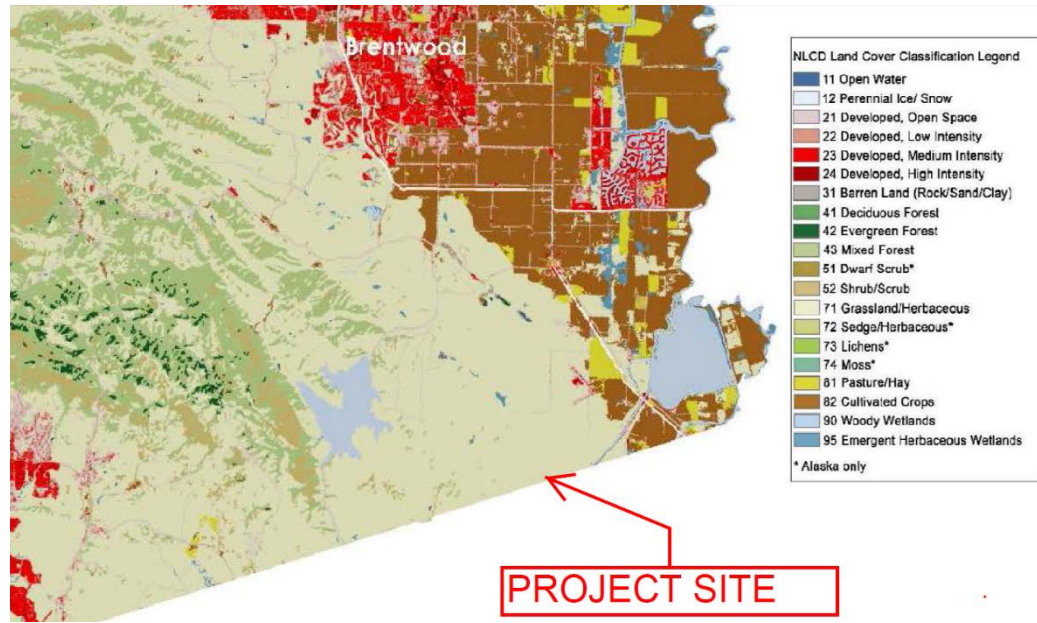 Brentwood
NLCD Land Cover Classification Legend
11 Open Water
12 Perennial Ice/ Snow
21 Developed, Open Space
22 Developed, Low Intensity
23 Developed, Medium Intensity
24 Developed, High Intensity
31 Barren Land (Rock/Sand/Clay)
41 Deciduous Forest
42 Evergreen Forest
43 Mixed Forest
51 Dwarf Scrub*
52 Shrub/Scrub
71 Grassland/Herbaceous
72 Sedge/Herbaceous*
73 Lichens*
74 Moss*
81 Pasture/Hay
82 Cultivated Crops
90 Woody Wetlands
95 Emergent Herbaceous Wetlands
* Alaska only
PROJECT SITE